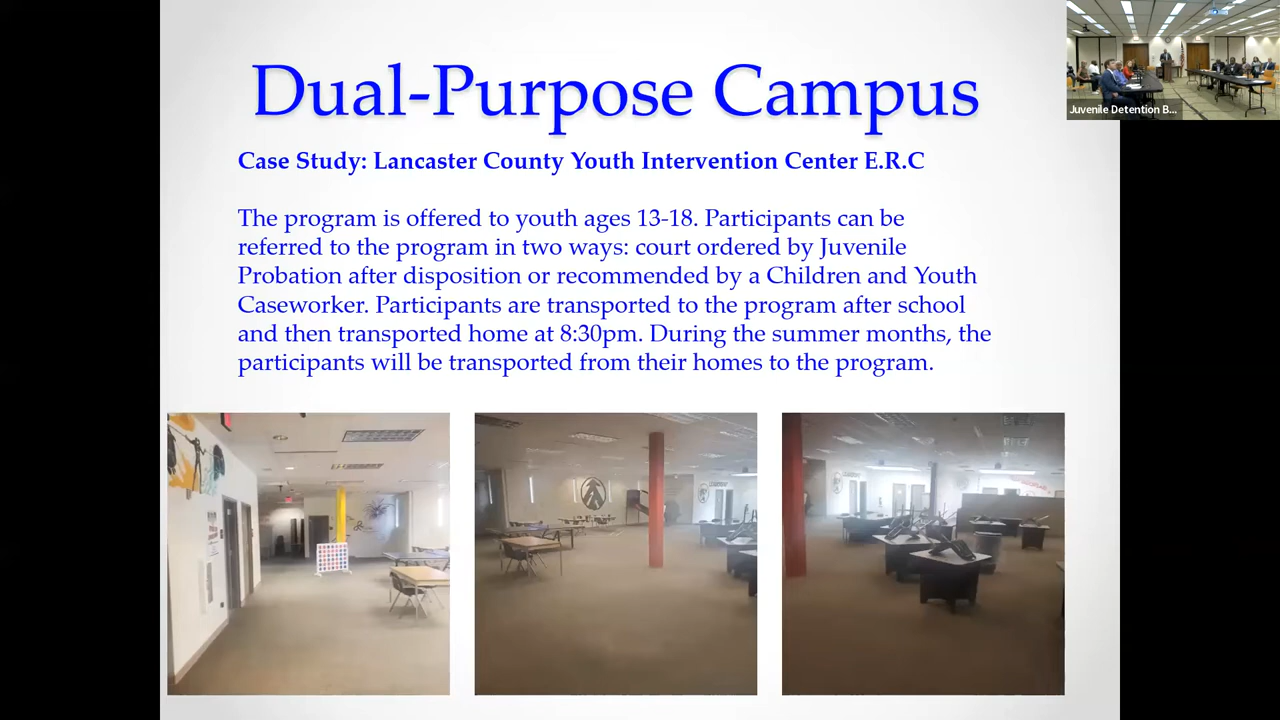 Dual-Purpose Campus
Juvenile Detention B...
Case Study: Lancaster County Youth Intervention Center E.R.C
The program is offered to youth ages 13-18. Participants can be
referred to the program in two ways: court ordered by Juvenile
Probation after disposition or recommended by a Children and Youth
Caseworker. Participants are transported to the program after school
and then transported home at 8:30pm. During the summer months, the
participants will be transported from their homes to the program.